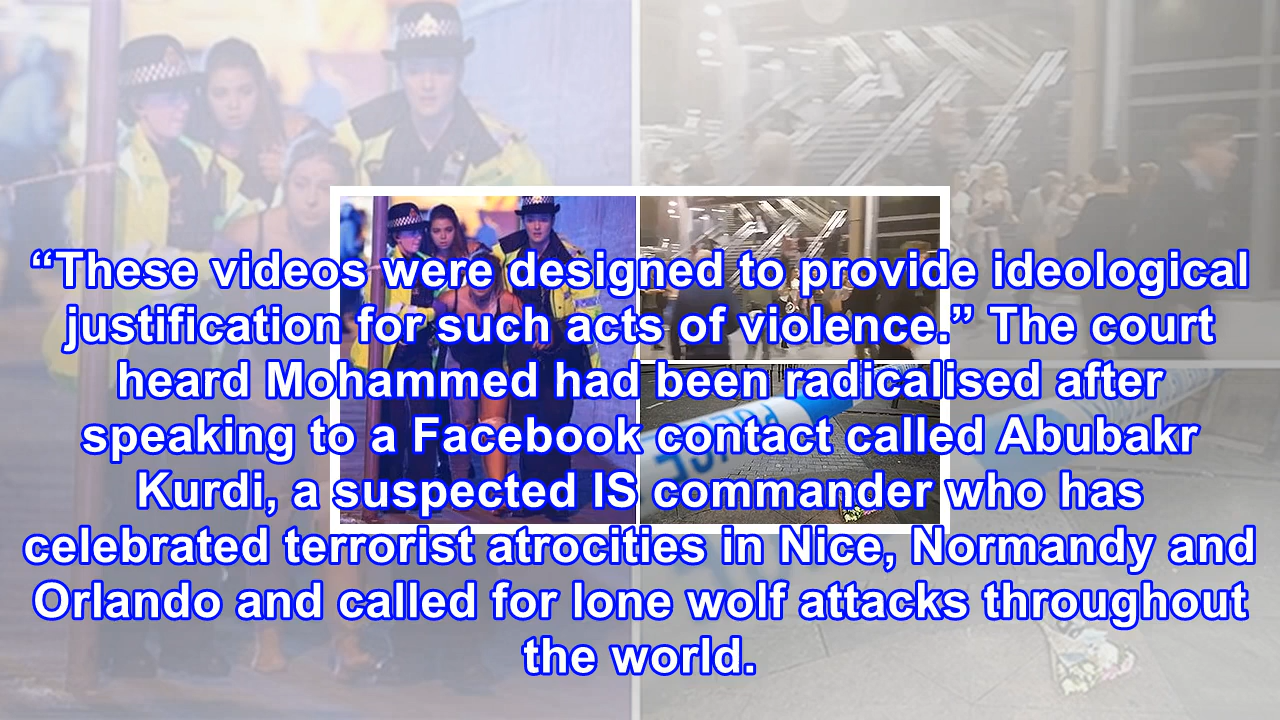 “These videos were designed to provide ideological
justification for such acts of violence.” The court
heard Mohammed had been radicalised after
speaking to a Facebook contact called Abubakr
Kurdi, a suspected IS commander who has
celebrated terrorist atrocities in Nice, Normandy and
Orlando and called for lone wolf attacks throughout
the world.